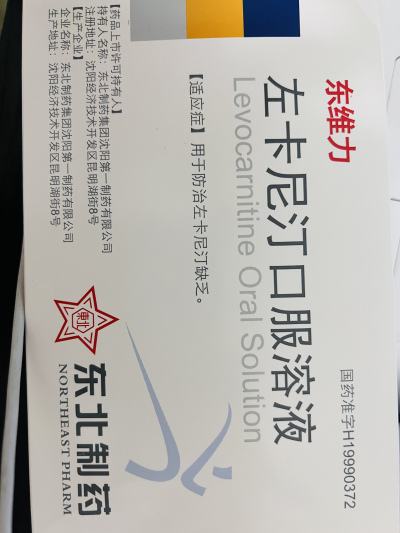 东维力
国药准字H19990372
左卡尼汀口服溶液
Levocarnitine Oral Solution
【适应症】用于防治左卡尼汀缺乏。
【药品上市许可持有人】
持有人名称：东北制药集团沈阳第一制药有限公司
注册地址：沈阳经济技术开发区昆明湖街8号
【生产企业】
企业名称：东北制药集团沈阳第一制药有限公司
生产地址：沈阳经济技术开发区昆明湖街8号
東北
东北制药
NORTHEAST PHARM